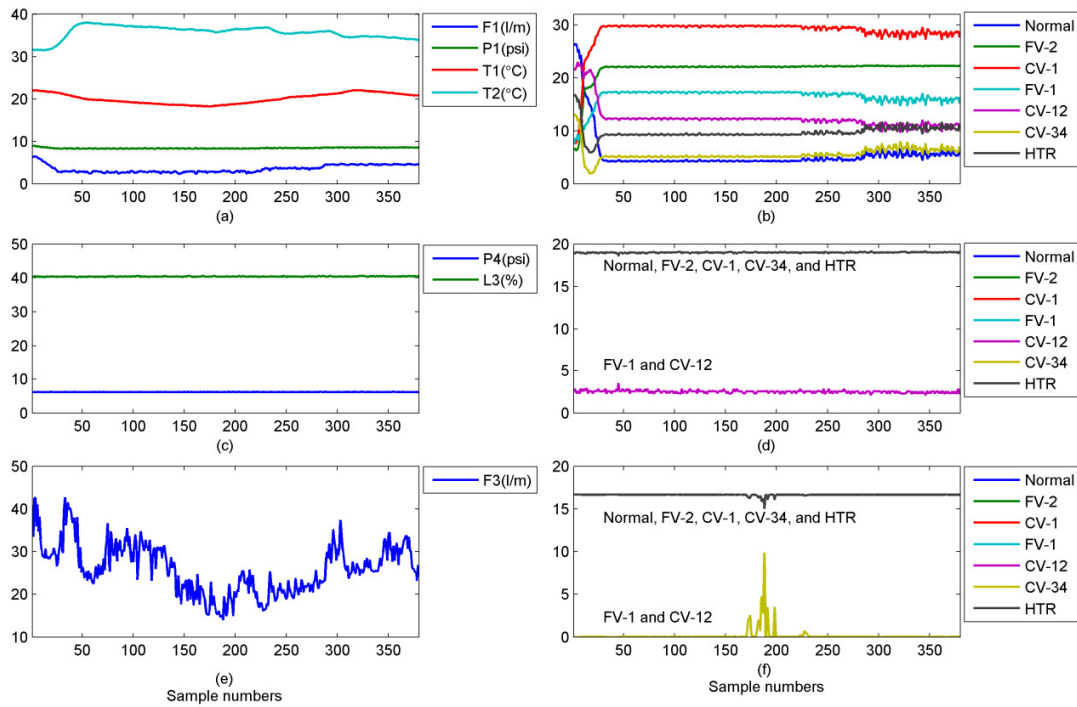 40
30
20
10
0
50 100 150 200 250 300 350
(a)
F1(l/m)
P1(psi)
T1(°C)
T2(°C)
30
20
10
0
50 100 150 200 250 300 350
(b)
Normal
FV-2
CV-1
FV-1
CV-12
CV-34
HTR
50
40
30
20
10
0
50 100 150 200 250 300 350
(c)
P4(psi)
L3(%)
20
15
10
5
0
Normal, FV-2, CV-1, CV-34, and HTR
FV-1 and CV-12
50 100 150 200 250 300 350
(d)
Normal
FV-2
CV-1
FV-1
CV-12
CV-34
HTR
50
40
30
20
10
50 100 150 200 250 300 350
(e)
Sample numbers
F3(l/m)
20
15
10
5
0
Normal, FV-2, CV-1, CV-34, and HTR
FV-1 and CV-12
50 100 150 200 250 300 350
(f)
Sample numbers
Normal
FV-2
CV-1
FV-1
CV-12
CV-34
HTR